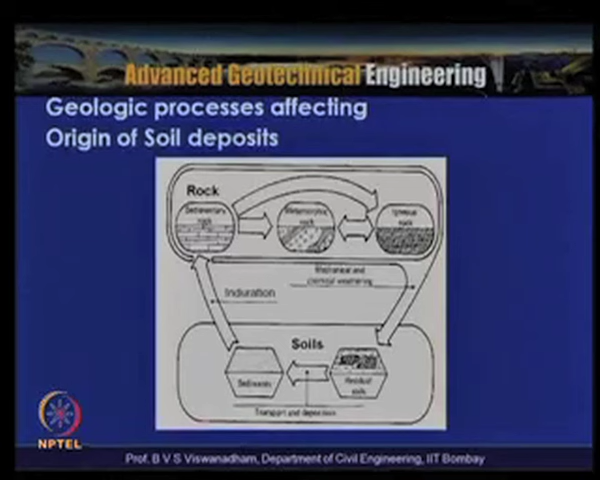 Advanced Geotechnical Engineering
Geologic processes affecting
Origin of Soil deposits
Rock
Sedimentary
rock
Metamorphic
rock
Igneous
rock
Mechanical and
chemical weathering
Induration
Soils
Sediments
Residual
soils
Transport and deposition
NPTEL
Prof. B V S Viswanadham, Department of Civil Engineering, IIT Bombay